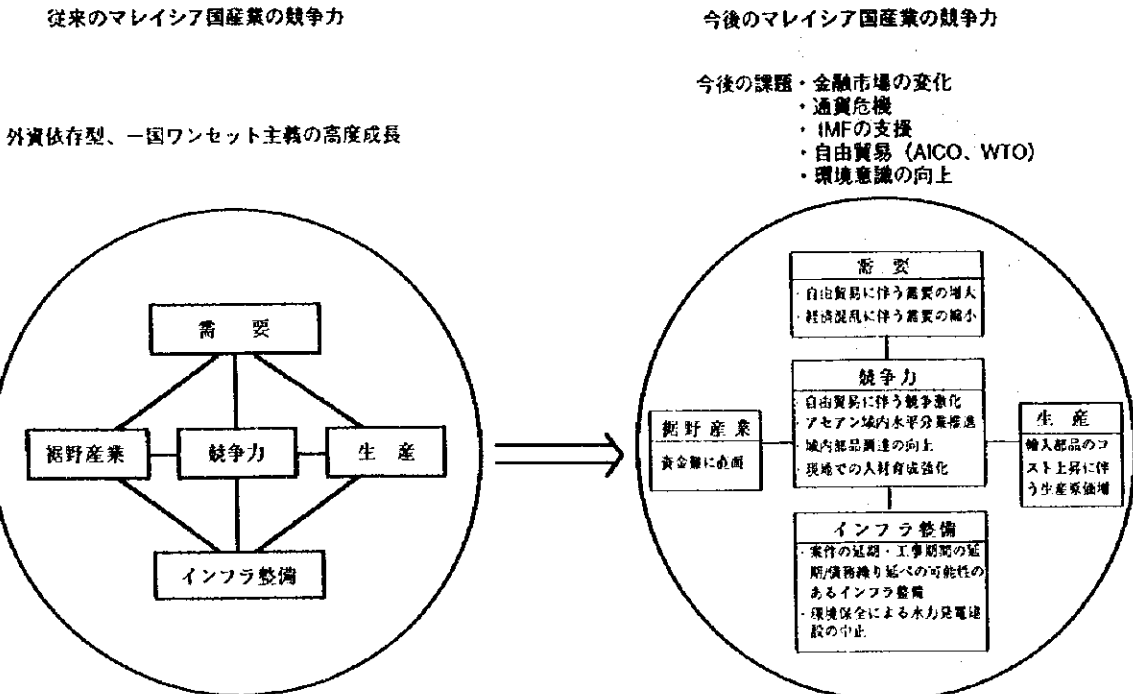 従来のマレイシア国産業の競争力
外資依存型、一国ワンセット主義の高度成長
需 要
裾野産業
競争力
生 産
インフラ整備
今後のマレイシア国産業の競争力
今後の課題・金融市場の変化
・通貨危機
・IMFの支援
・自由貿易（AICO、WTO）
・環境意識の向上
需 要
・自由貿易に伴う需要の増大
・経済混乱に伴う需要の縮小
競争力
・自由貿易に伴う競争激化
・アセアン域内水平分業推進
・域内部品調達の向上
・現地での人材育成強化
裾野産業
資金難に直面
生 産
輸入部品のコ
スト上昇に伴
う生産原価増
インフラ整備
・案件の延期・工事期間の延
期/債務繰り延べの可能性の
あるインフラ整備
・環境保全による水力発電建
設の中止